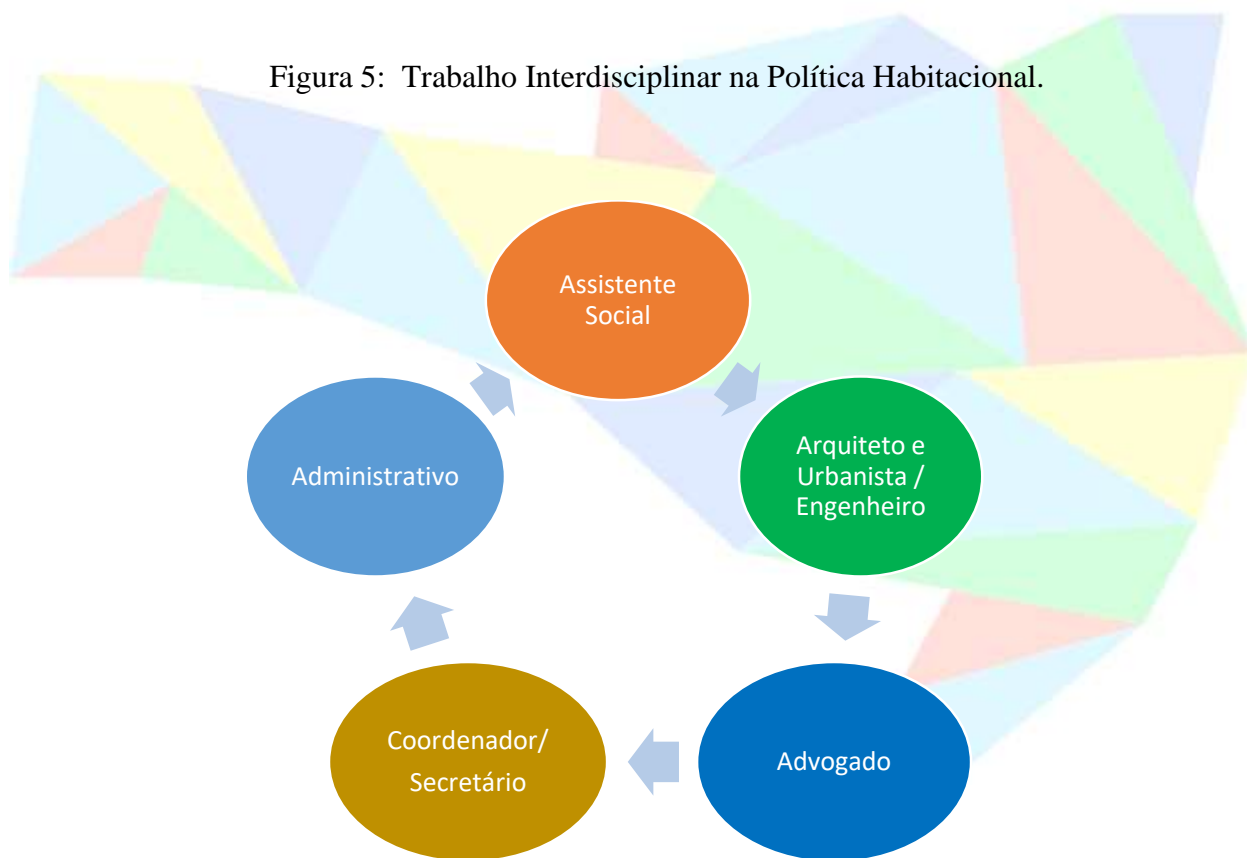 Figura 5: Trabalho Interdisciplinar na Política Habitacional.
Assistente
Social
Arquiteto e
Urbanista /
Engenheiro
Advogado
Coordenador/
Secretário
Administrativo